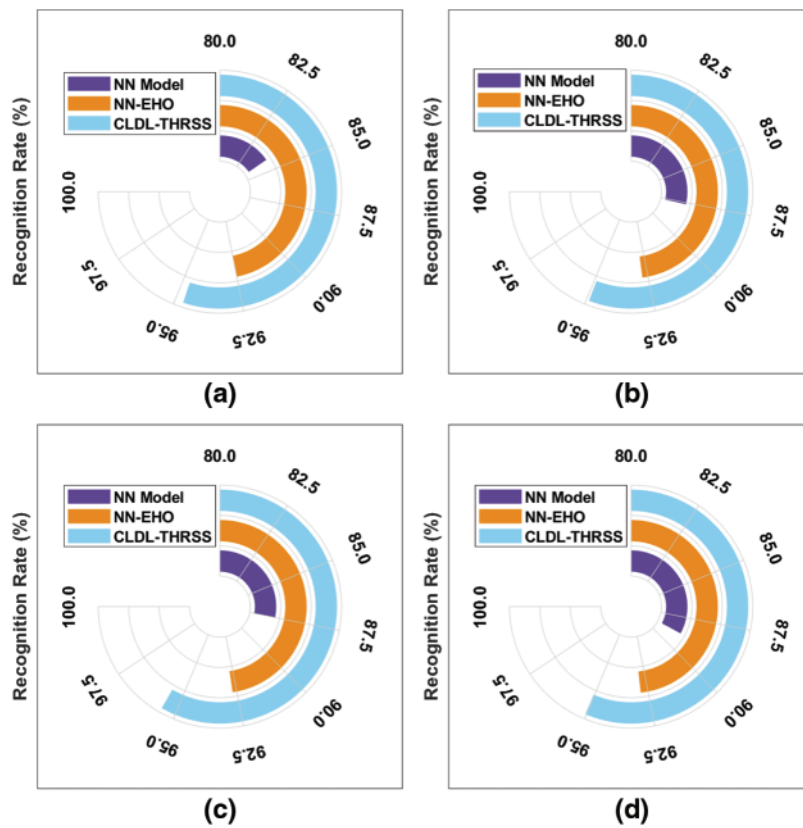 80.0
82.5
85.0
87.5
90.0
92.5
95.0
97.5
100.0
Recognition Rate (%)
NN Model
NN-EHO
CLDL-THRSS
(a)
80.0
82.5
85.0
87.5
90.0
92.5
95.0
97.5
100.0
Recognition Rate (%)
NN Model
NN-EHO
CLDL-THRSS
(b)
80.0
82.5
85.0
87.5
90.0
92.5
95.0
97.5
100.0
Recognition Rate (%)
NN Model
NN-EHO
CLDL-THRSS
(c)
80.0
82.5
85.0
87.5
90.0
92.5
95.0
97.5
100.0
Recognition Rate (%)
NN Model
NN-EHO
CLDL-THRSS
(d)